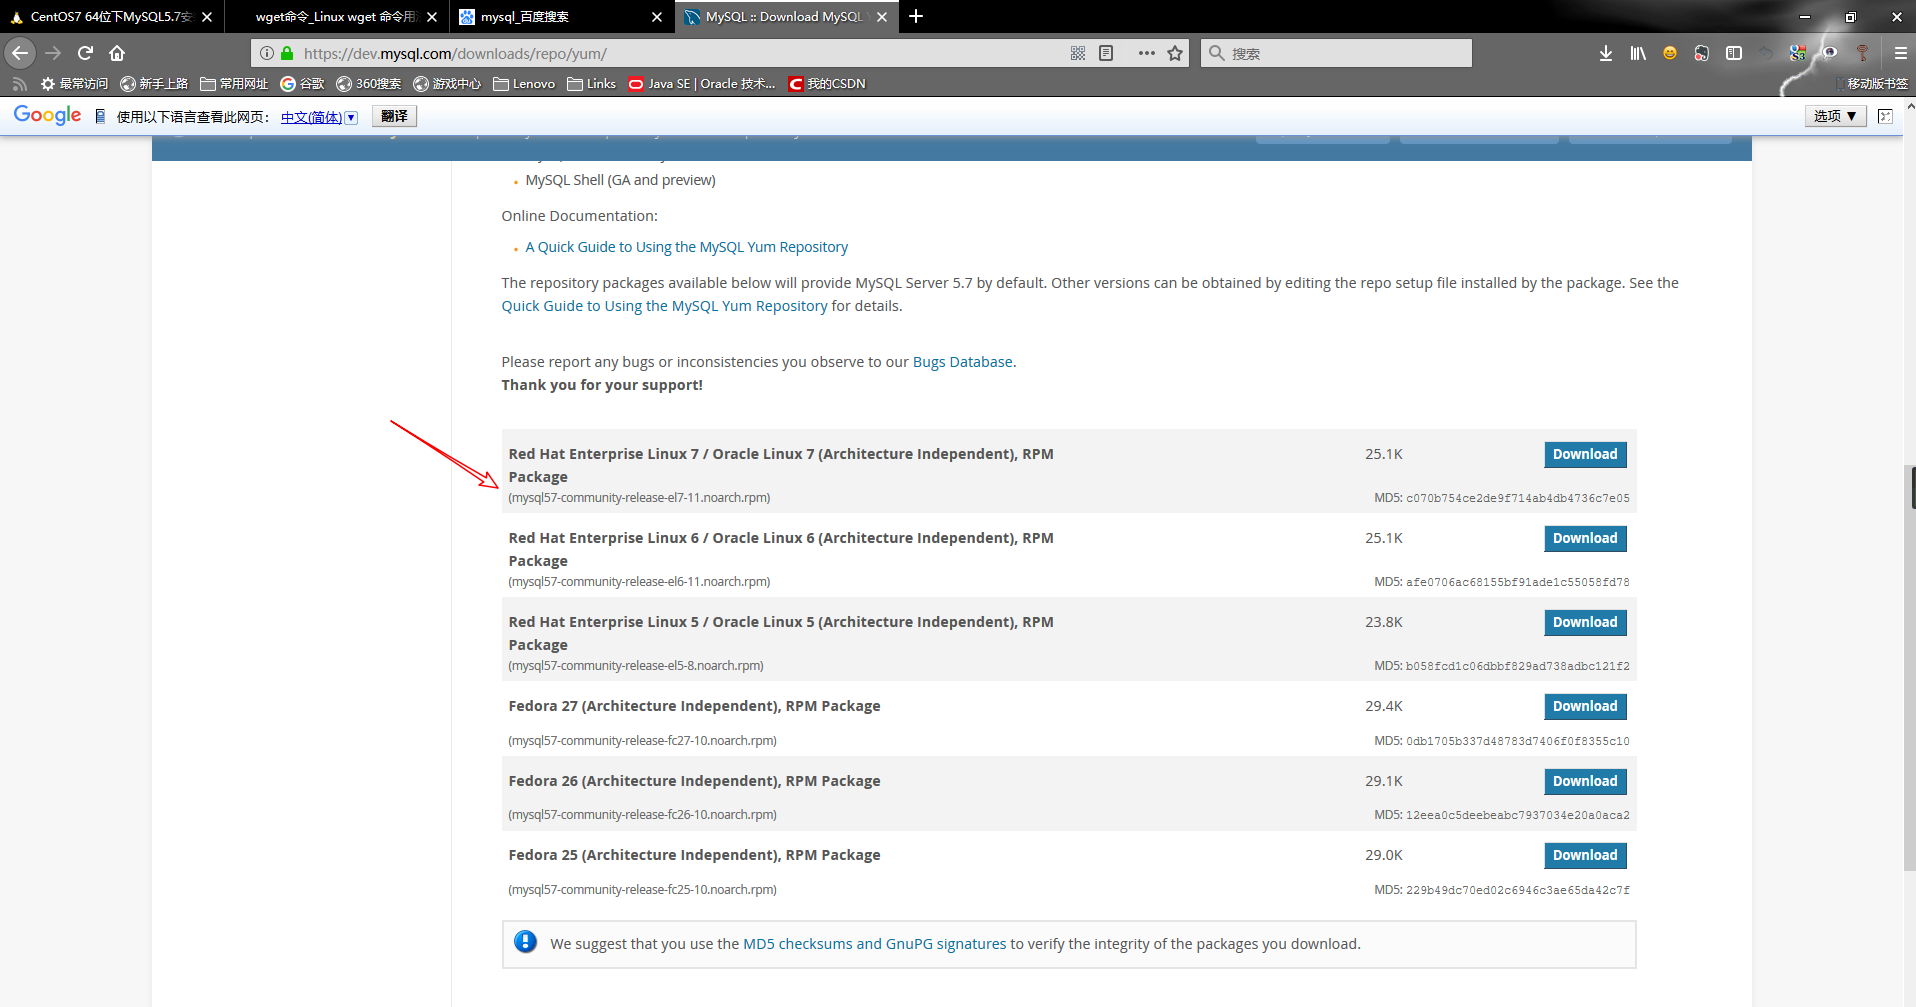 CentOS7 64位下MySQL5.7安
wget命令_Linux wget 命令用
mysql_百度搜索
MySQL :: Download MySQL
https://dev.mysql.com/downloads/repo/yum/
搜索
最常访问
新手上路
常用网址
谷歌
360搜索
游戏中心
Lenovo
Links
Java SE | Oracle 技术...
我的CSDN
移动版书签
Google
使用以下语言查看此网页:
中文(简体)
翻译
选项 ▼
MySQL Shell (GA and preview)
Online Documentation:
A Quick Guide to Using the MySQL Yum Repository
The repository packages available below will provide MySQL Server 5.7 by default. Other versions can be obtained by editing the repo setup file installed by the package. See the
Quick Guide to Using the MySQL Yum Repository for details.
Please report any bugs or inconsistencies you observe to our Bugs Database.
Thank you for your support!
Red Hat Enterprise Linux 7 / Oracle Linux 7 (Architecture Independent), RPM
Package
25.1K
Download
(mysql57-community-release-el7-11.noarch.rpm)
MD5: c070b754ce2de9f714ab4db4736c7e05
Red Hat Enterprise Linux 6 / Oracle Linux 6 (Architecture Independent), RPM
Package
25.1K
Download
(mysql57-community-release-el6-11.noarch.rpm)
MD5: afe0706ac68155bf91ade1c55058fd78
Red Hat Enterprise Linux 5 / Oracle Linux 5 (Architecture Independent), RPM
Package
23.8K
Download
(mysql57-community-release-el5-8.noarch.rpm)
MD5: b058fcd1c06dbbf829ad738adbc121f2
Fedora 27 (Architecture Independent), RPM Package
29.4K
Download
(mysql57-community-release-fc27-10.noarch.rpm)
MD5: 0db1705b337d48783d7406f0f8355c10
Fedora 26 (Architecture Independent), RPM Package
29.1K
Download
(mysql57-community-release-fc26-10.noarch.rpm)
MD5: 12eea0c5deebeabc7937034e20a0aca2
Fedora 25 (Architecture Independent), RPM Package
29.0K
Download
(mysql57-community-release-fc25-10.noarch.rpm)
MD5: 229b49dc70ed02c6946c3ae65da42c7f
We suggest that you use the MD5 checksums and GnuPG signatures to verify the integrity of the packages you download.